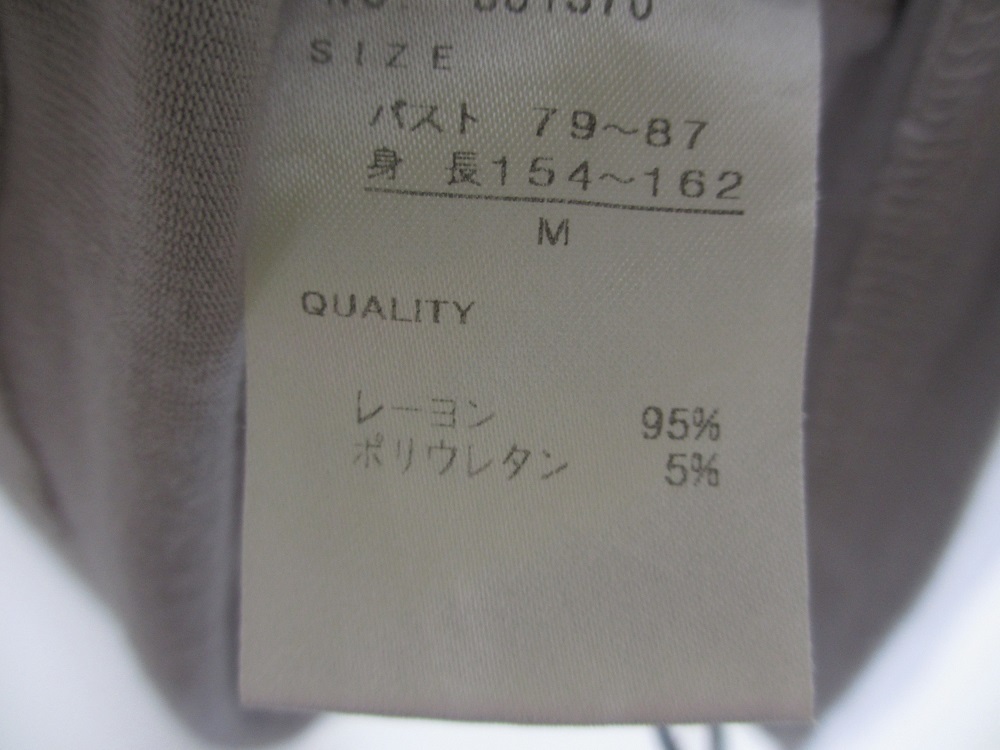 SIZE
バスト 79〜87
身 長154〜162
M
QUALITY
レーヨン 95%
ポリウレタン 5%